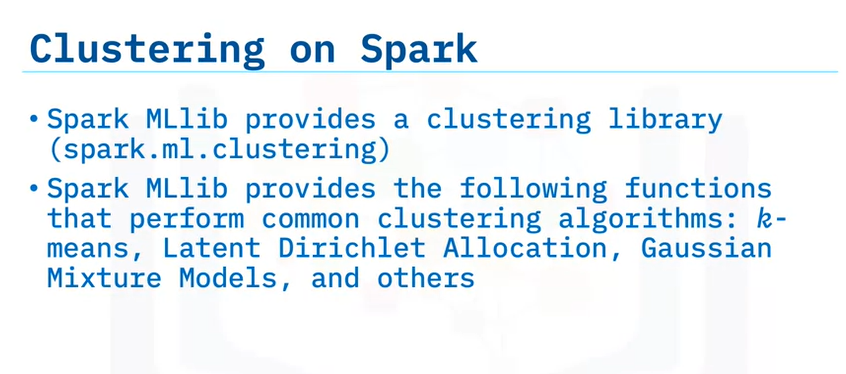 Clustering on Spark
• Spark MLlib provides a clustering library
(spark.ml.clustering)
• Spark MLlib provides the following functions
that perform common clustering algorithms: k-
means, Latent Dirichlet Allocation, Gaussian
Mixture Models, and others